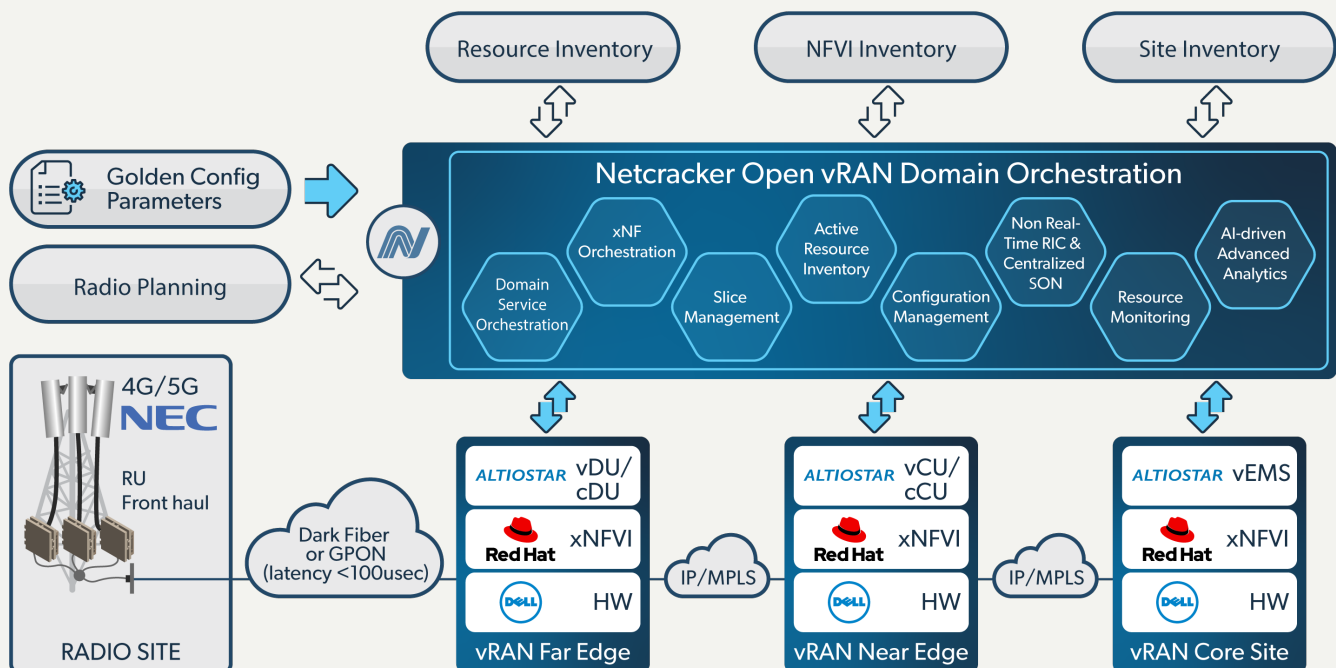 Resource Inventory
NFVI Inventory
Site Inventory
Golden Config
Parameters
Radio Planning
Netcracker Open vRAN Domain Orchestration
Domain
Service
Orchestration
xNF
Orchestration
Slice
Management
Active
Resource
Inventory
Configuration
Management
Non Real-
Time RIC &
Centralized
SON
Resource
Monitoring
AI-driven
Advanced
Analytics
4G/5G
NEC
RU
Front haul
RADIO SITE
Dark Fiber
or GPON
(latency <100usec)
ALTIOSTAR vDU/
cDU
Red Hat xNFVI
DELL HW
vRAN Far Edge
IP/MPLS
ALTIOSTAR vCU/
cCU
Red Hat xNFVI
DELL HW
vRAN Near Edge
IP/MPLS
ALTIOSTAR vEMS
Red Hat xNFVI
DELL HW
vRAN Core Site